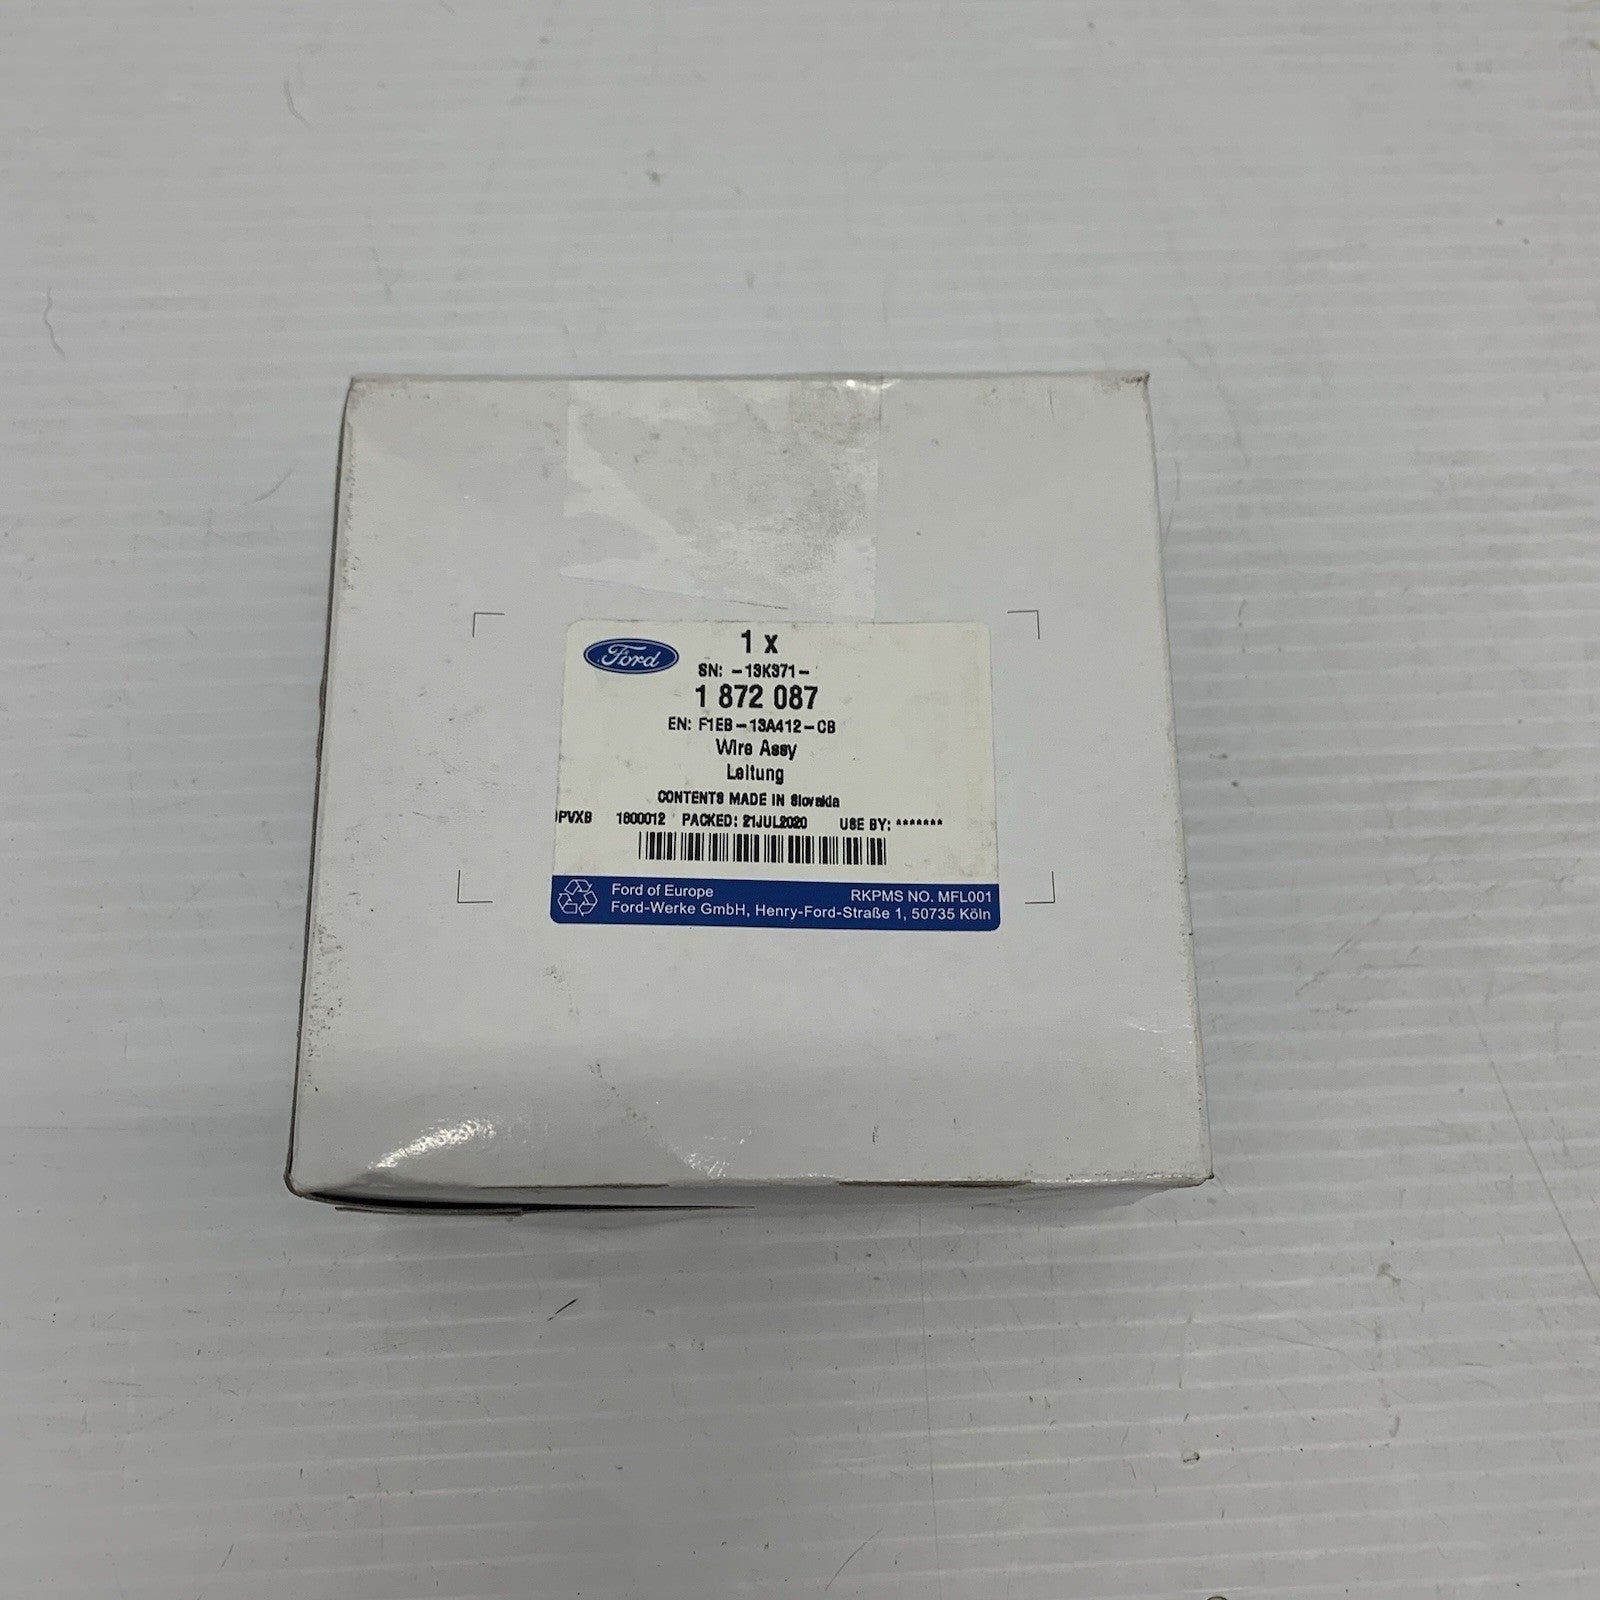 Ford
1 x
SN: -13K371-
1 872 087
EN: F1EB-13A412-CB
Wire Assy
Leitung
CONTENTS MADE IN Slovakia
PVXB 1800012 PACKED: 21JUL2020 USE BY: *******
Ford of Europe RKPMS NO. MFL001
Ford-Werke GmbH, Henry-Ford-Straße 1, 50735 Köln